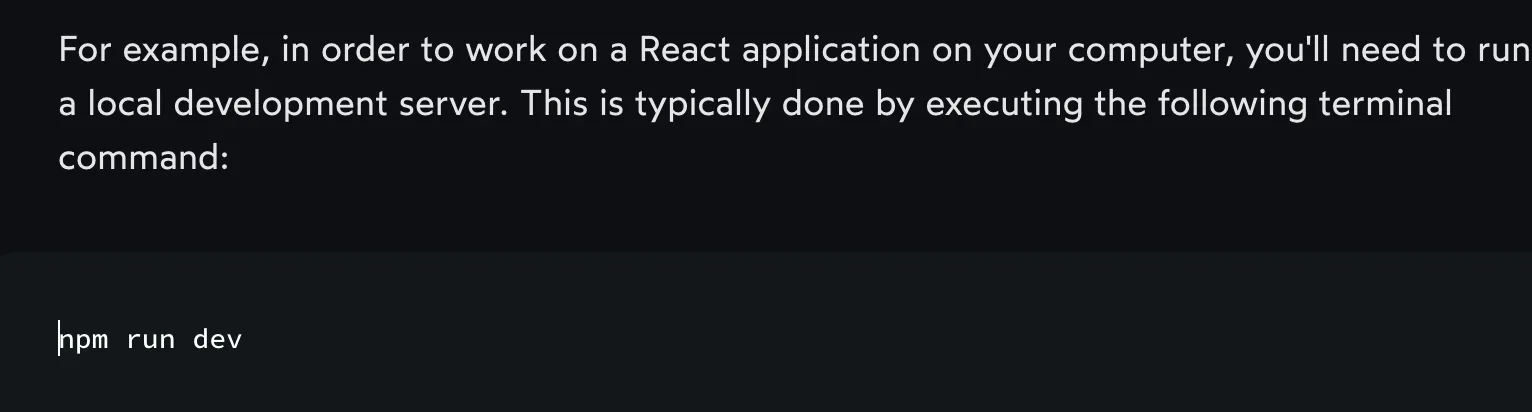 For example, in order to work on a React application on your computer, you'll need to run
a local development server. This is typically done by executing the following terminal
command:
npm run dev